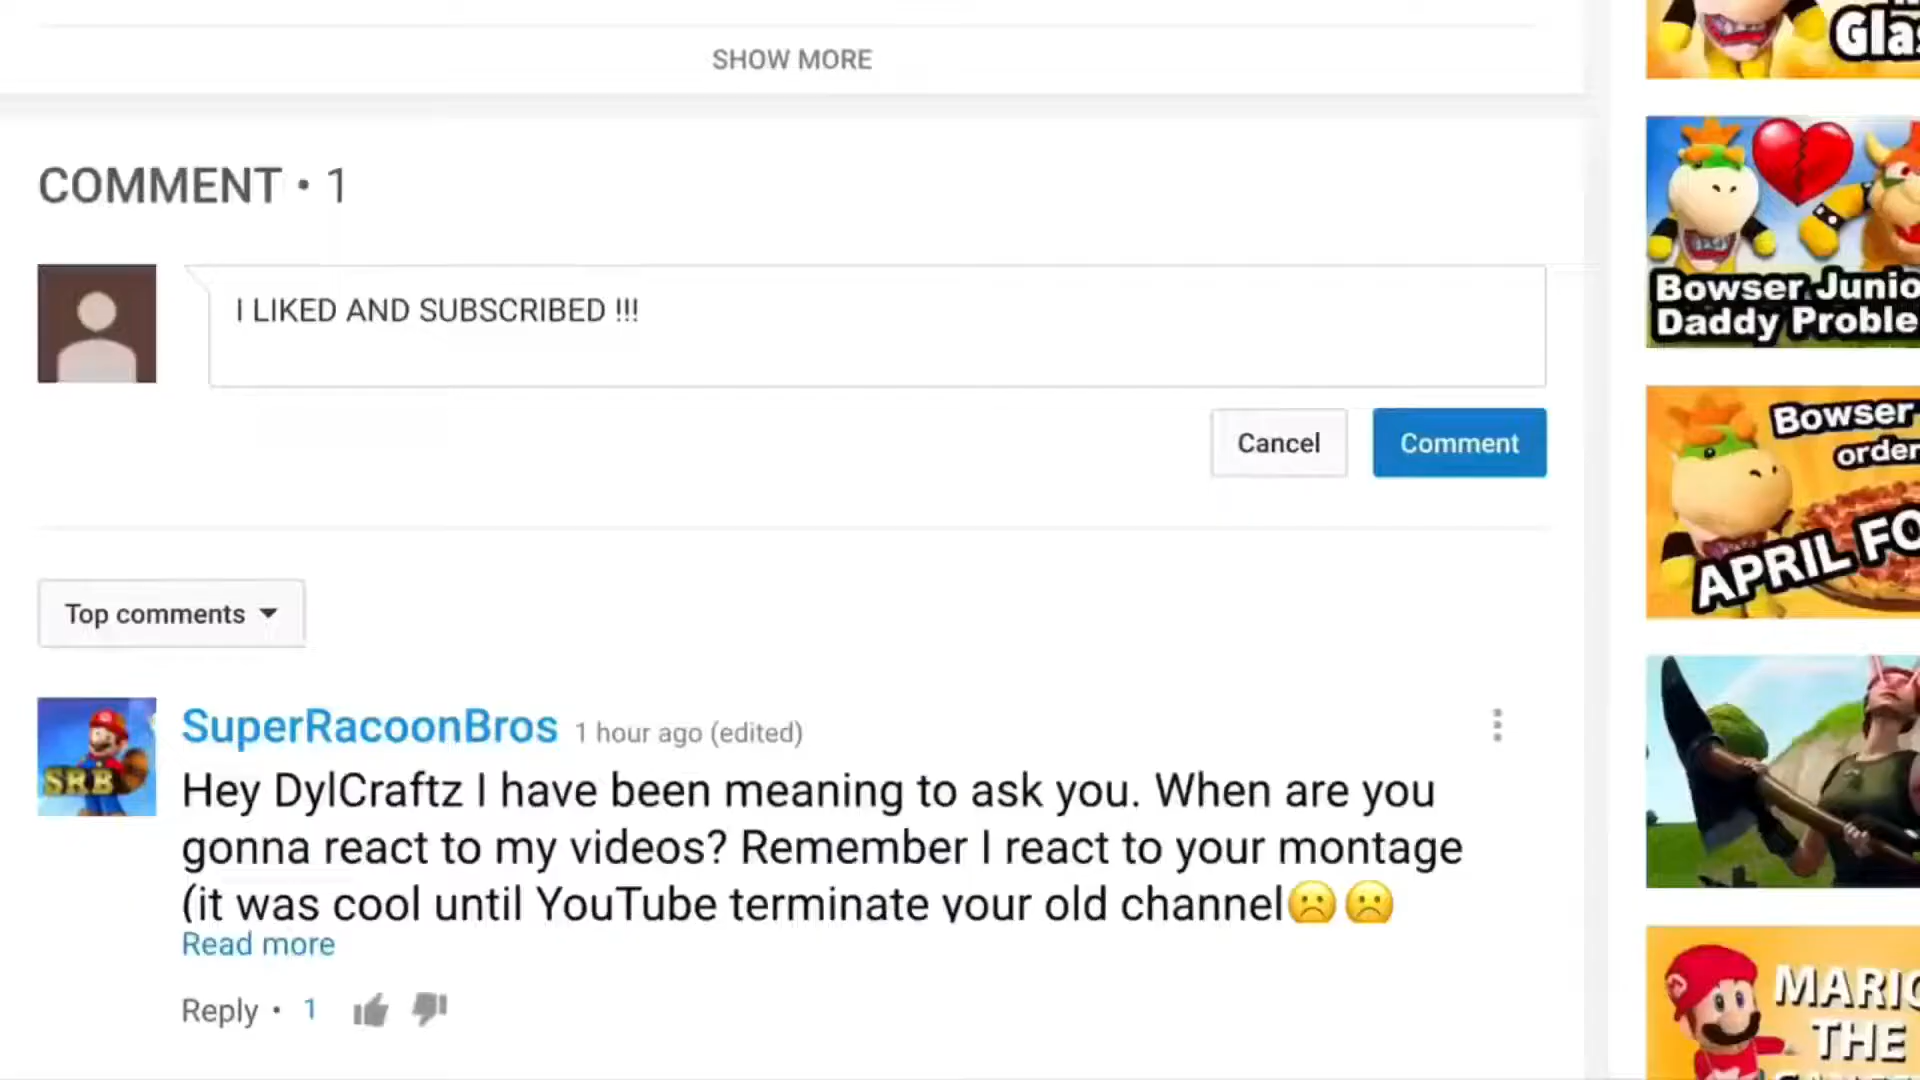 SHOW MORE
COMMENT • 1
I LIKED AND SUBSCRIBED !!!
Cancel
Comment
Top comments
SRB
SuperRacoonBros 1 hour ago (edited)
Hey DylCraftz I have been meaning to ask you. When are you
gonna react to my videos? Remember I react to your montage
(it was cool until YouTube terminate your old channel☹️☹️
Read more
Reply • 1
Bowser Junio
Daddy Proble
Bowser
order
APRIL FO
MARIO
THE